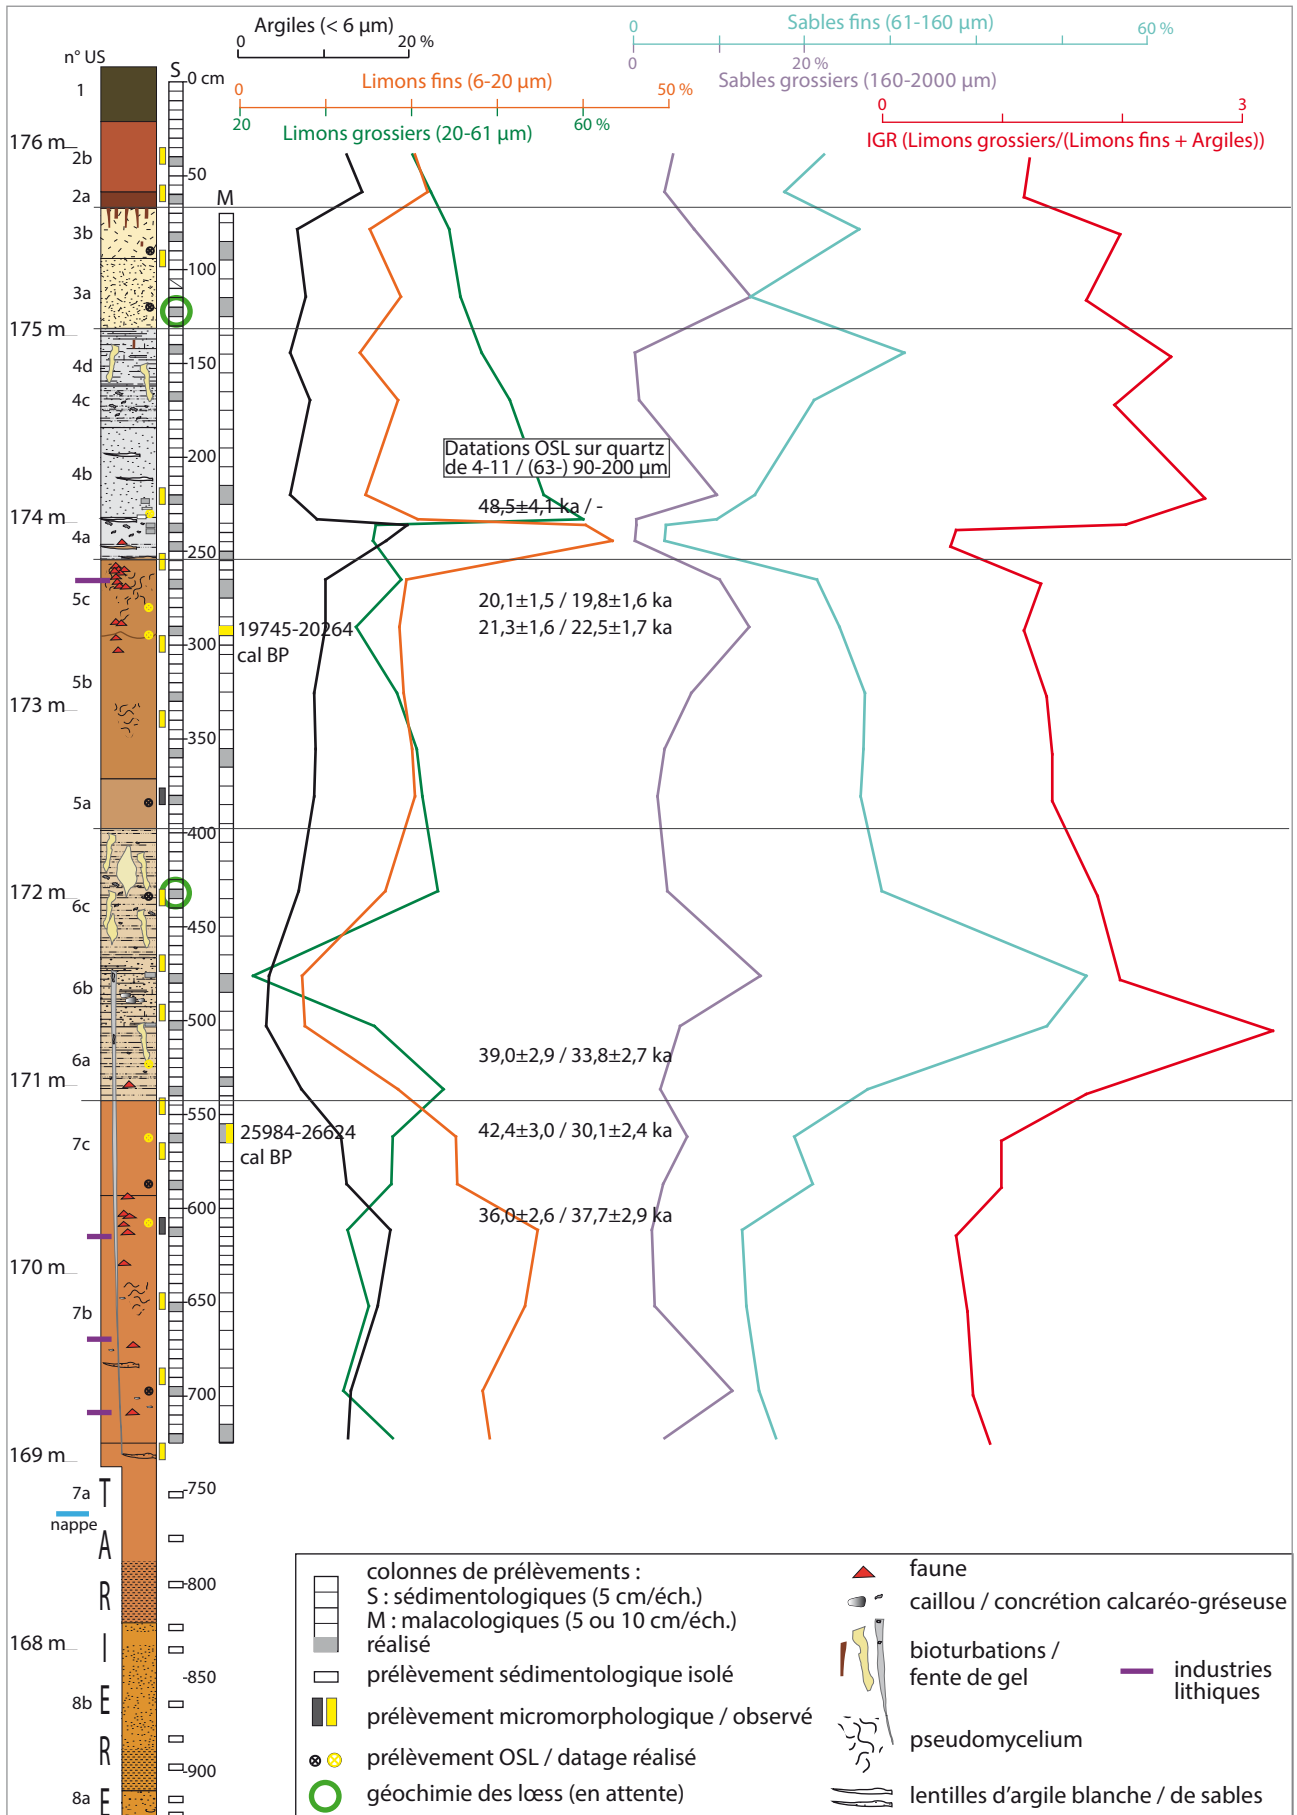 Argiles (< 6 µm)
0 20 %
0 Sables fins (61-160 µm) 60 %
0 20 %
Sables grossiers (160-2000 µm)
Limons fins (6-20 µm)
0 50 %
20 60 %
Limons grossiers (20-61 µm)
0 3
IGR (Limons grossiers/(Limons fins + Argiles))
n° US
S
M
0 cm
50
100
150
200
250
300
350
400
450
500
550
600
650
700
-750
-800
-850
-900
176 m
175 m
174 m
173 m
172 m
171 m
170 m
169 m
168 m
1
2b
2a
3b
3a
4d
4c
4b
4a
5c
5b
5a
6c
6b
6a
7c
7b
7a
nappe
8b
8a
TARIERE
Datations OSL sur quartz
de 4-11 / (63-) 90-200 µm
48,5±4,1 ka / -
20,1±1,5 / 19,8±1,6 ka
21,3±1,6 / 22,5±1,7 ka
19745-20264
cal BP
39,0±2,9 / 33,8±2,7 ka
42,4±3,0 / 30,1±2,4 ka
25984-26624
cal BP
36,0±2,6 / 37,7±2,9 ka
colonnes de prélèvements :
S : sédimentologiques (5 cm/éch.)
M : malacologiques (5 ou 10 cm/éch.)
réalisé
prélèvement sédimentologique isolé
prélèvement micromorphologique / observé
prélèvement OSL / datage réalisé
géochimie des lœss (en attente)
faune
caillou / concrétion calcaréo-gréseuse
bioturbations /
fente de gel
industries
lithiques
pseudomycelium
lentilles d'argile blanche / de sables